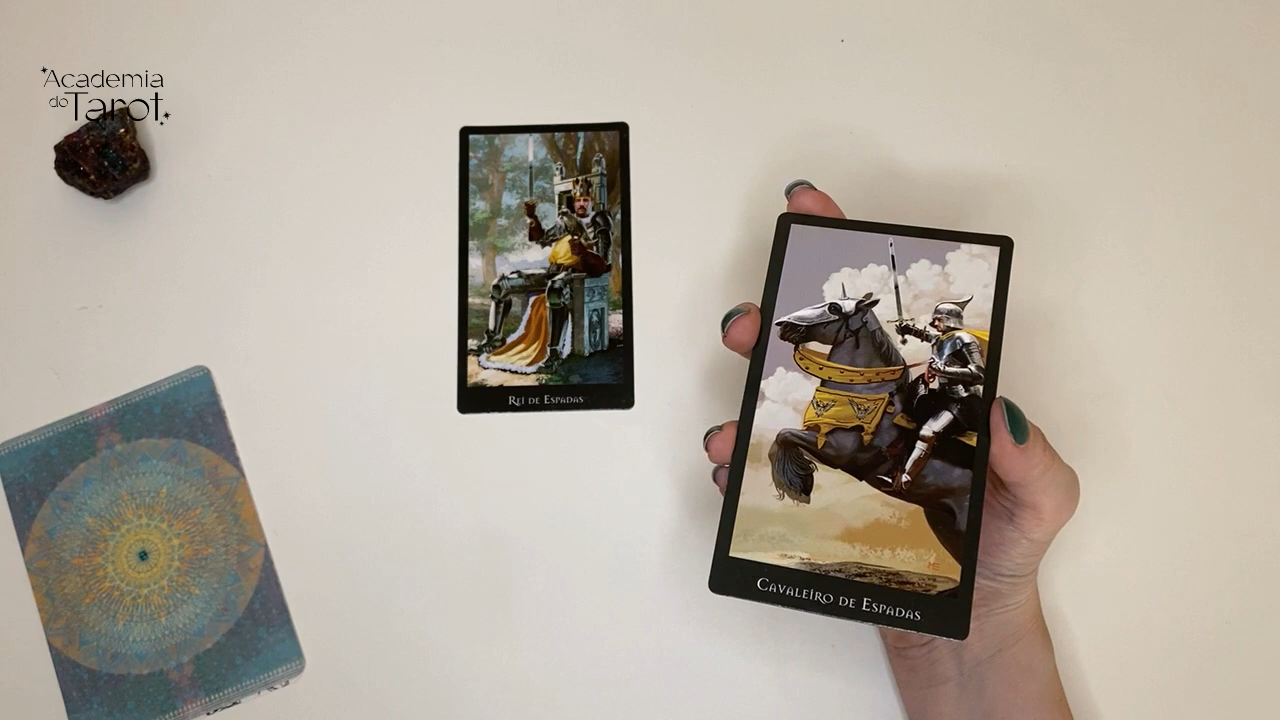 Academia
do Tarot
Rei de Espadas
Cavaleiro de Espadas